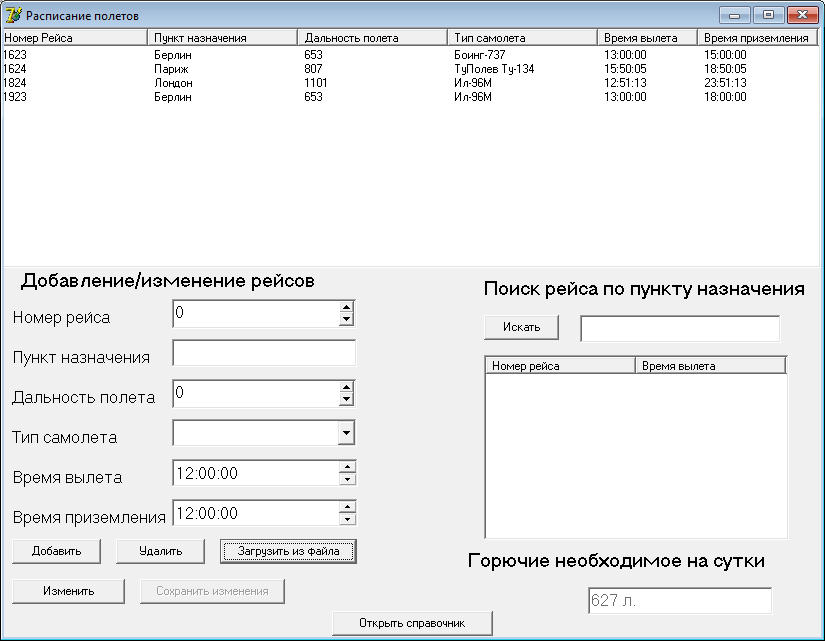 Расписание полетов
Номер Рейса Пункт назначения Дальность полета Тип самолета Время вылета Время приземления
1623 Берлин 653 Боинг-737 13:00:00 15:00:00
1624 Париж 807 ТуПолев Ту-134 15:50:05 18:50:05
1824 Лондон 1101 Ил-96М 12:51:13 23:51:13
1923 Берлин 653 Ил-96М 13:00:00 18:00:00
Добавление/изменение рейсов
Номер рейса 0
Пункт назначения
Дальность полета 0
Тип самолета
Время вылета 12:00:00
Время приземления 12:00:00
Добавить Удалить Загрузить из файла
Изменить Сохранить изменения
Поиск рейса по пункту назначения
Искать
Номер рейса Время вылета
Горючие необходимое на сутки
627 л.
Открыть справочник